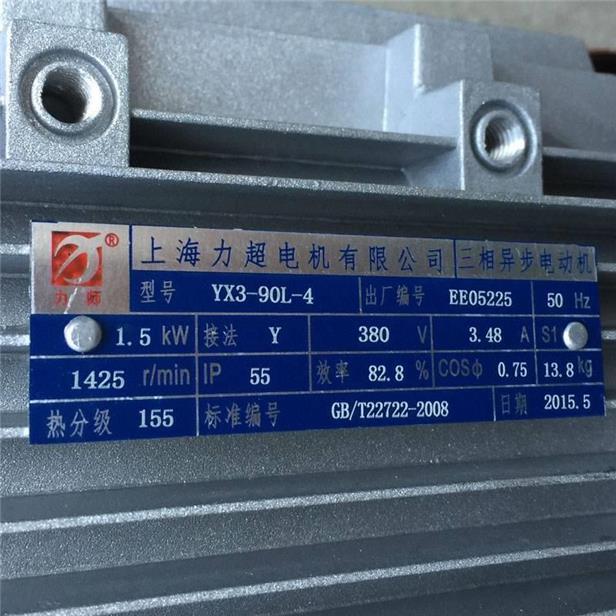 力师 ® 上海力超电机有限公司 三相异步电动机
型号 YX3-90L-4 出厂编号 EE05225 50 Hz
1.5 kW 接法 Y 380 V 3.48 A S1
1425 r/min IP 55 效率 82.8 % COSϕ 0.75 13.8 kg
热分级 155 标准编号 GB/T22722-2008 日期 2015.5